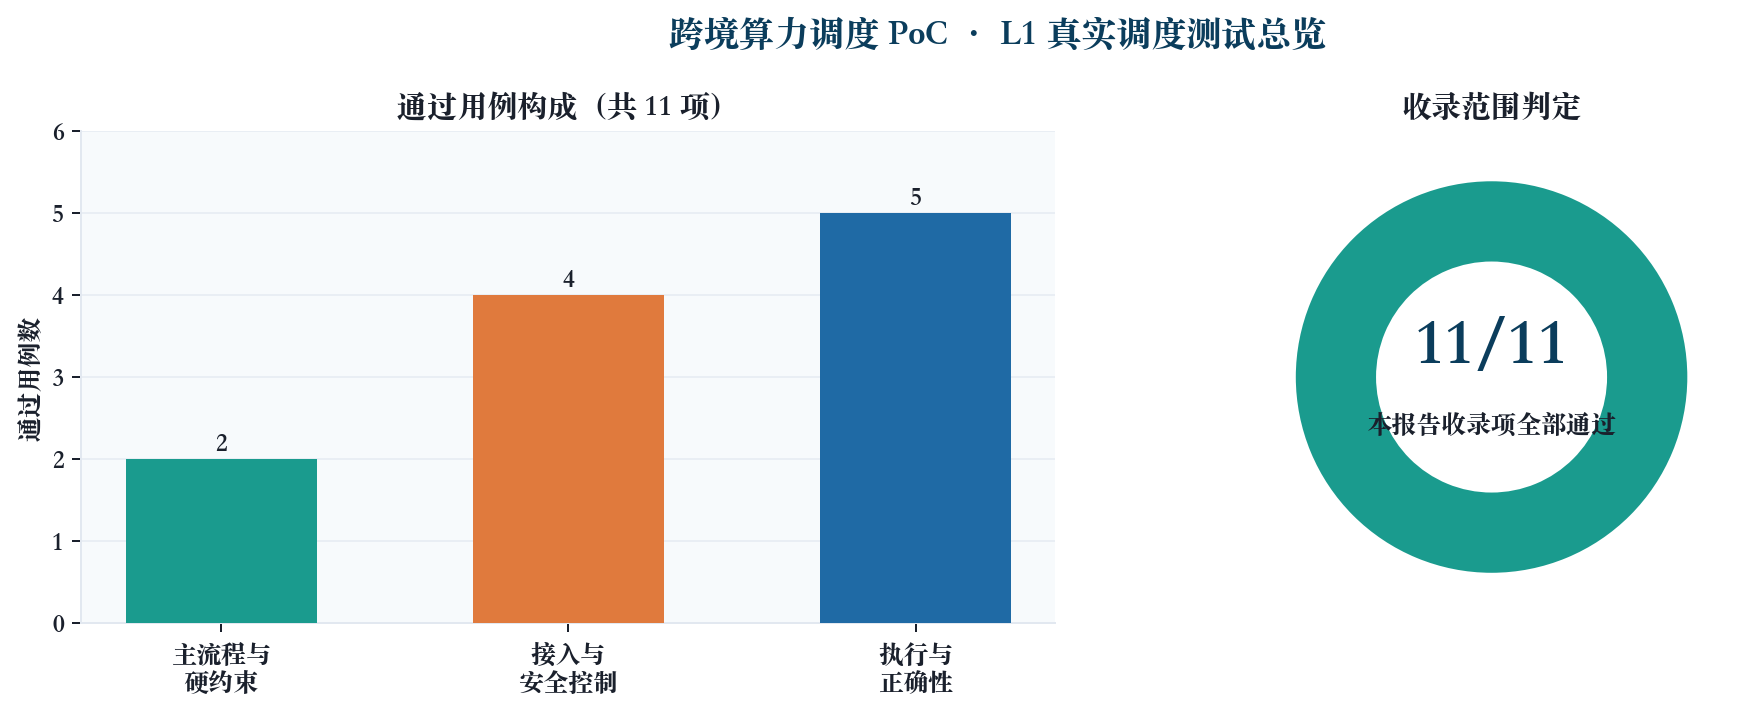 跨境算力调度 PoC · L1 真实调度测试总览
通过用例构成（共 11 项）
通过用例数
6
5
4
3
2
1
0
2
4
5
主流程与
硬约束
接入与
安全控制
执行与
正确性
收录范围判定
11/11
本报告收录项全部通过